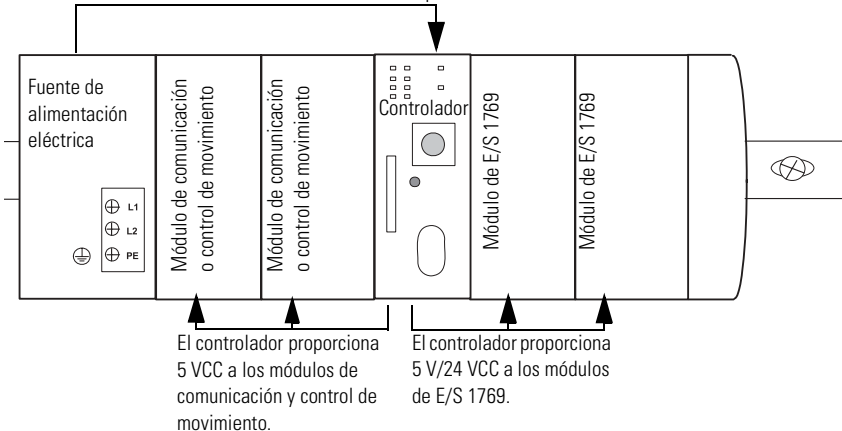 Fuente de
alimentación
eléctrica
L1
L2
PE
Módulo de comunicación
o control de movimiento
Módulo de comunicación
o control de movimiento
Controlador
Módulo de E/S 1769
Módulo de E/S 1769
El controlador proporciona
5 VCC a los módulos de
comunicación y control de
movimiento.
El controlador proporciona
5 V/24 VCC a los módulos
de E/S 1769.